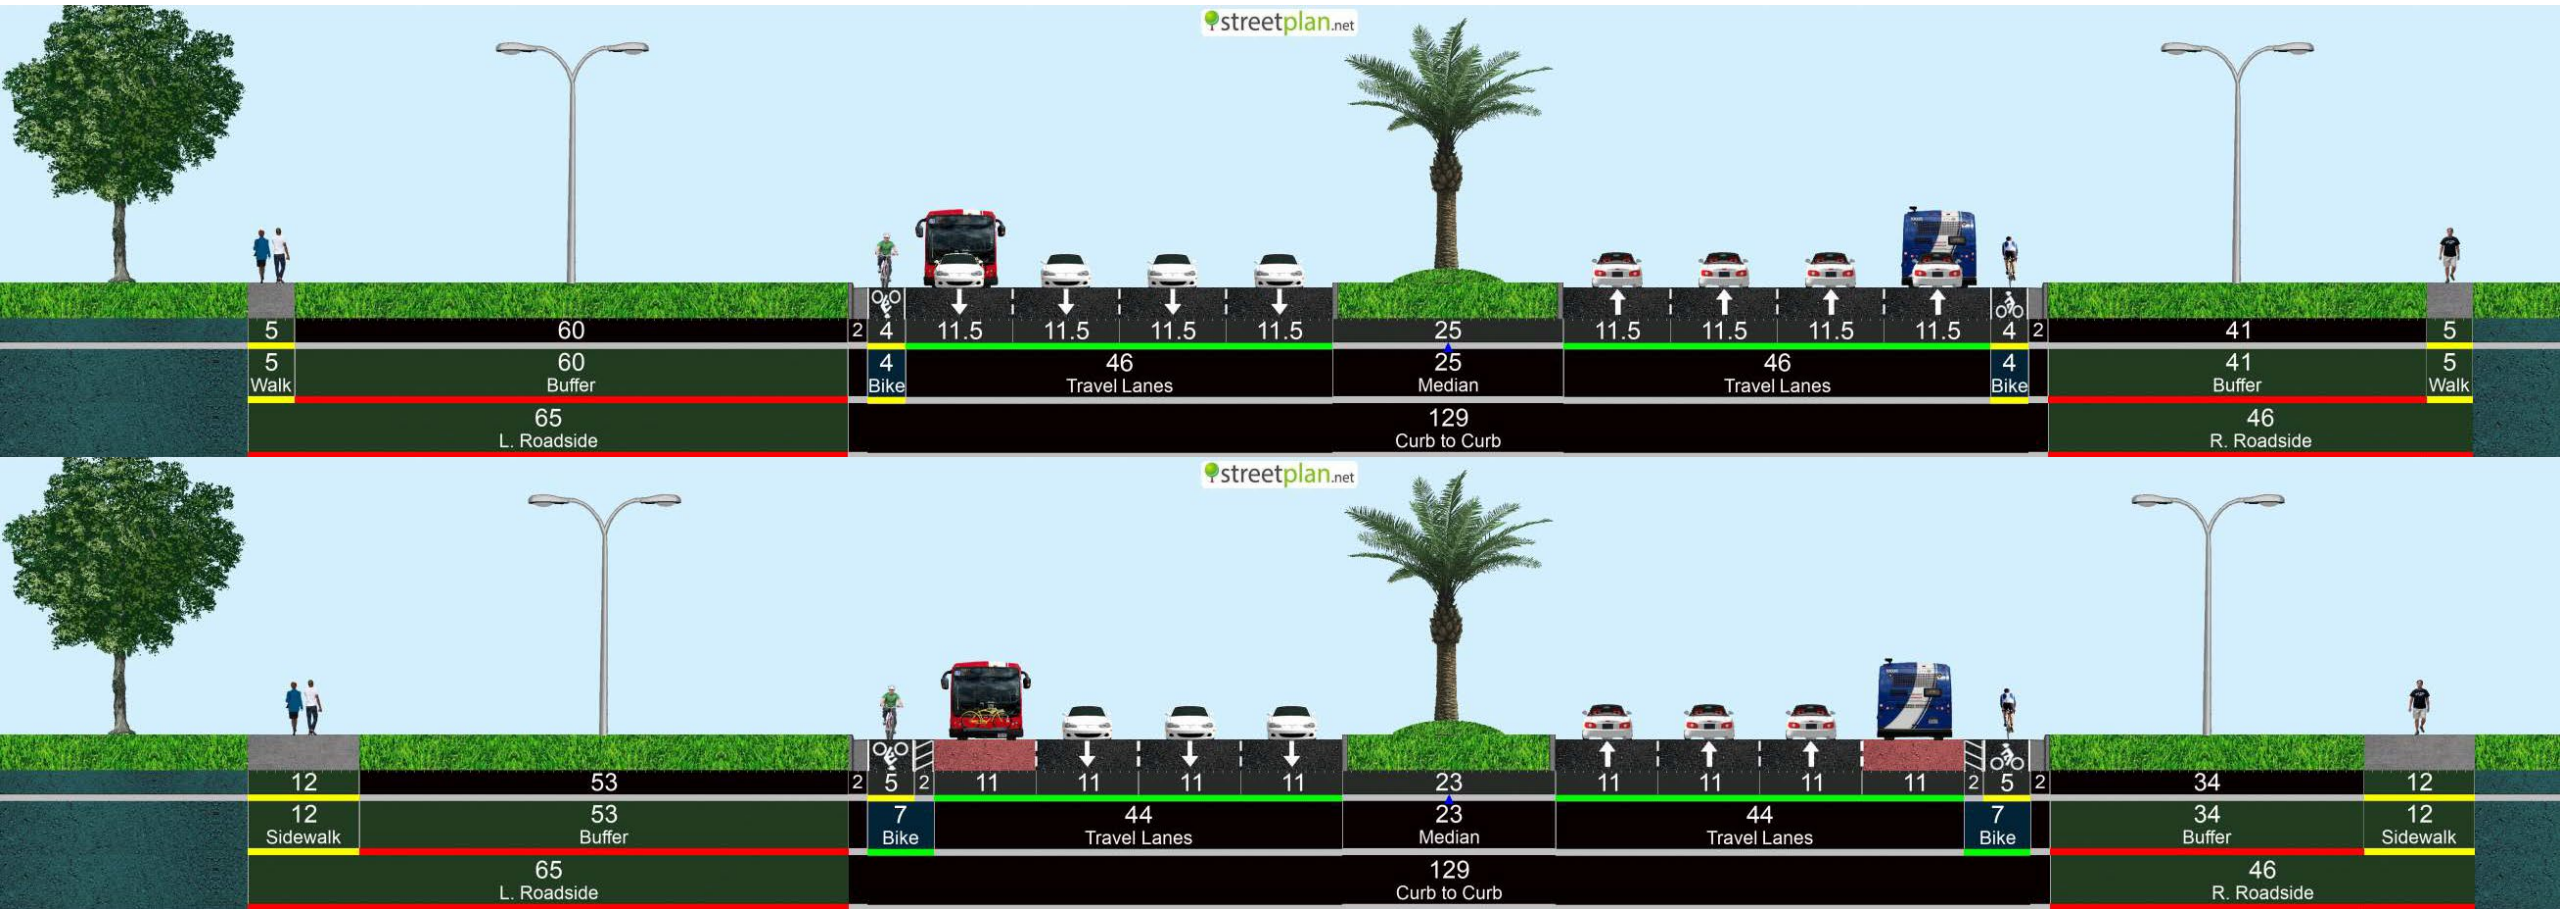 streetplan.net
5 60 2 4 11.5 11.5 11.5 11.5 25 11.5 11.5 11.5 11.5 4 2 41 5
5 60 4 46 25 46 4 41 5
Walk Buffer Bike Travel Lanes Median Travel Lanes Bike Buffer Walk
65 129 46
L. Roadside Curb to Curb R. Roadside
streetplan.net
12 53 2 5 2 11 11 11 11 23 11 11 11 11 2 5 2 34 12
12 53 7 44 23 44 7 34 12
Sidewalk Buffer Bike Travel Lanes Median Travel Lanes Bike Buffer Sidewalk
65 129 46
L. Roadside Curb to Curb R. Roadside